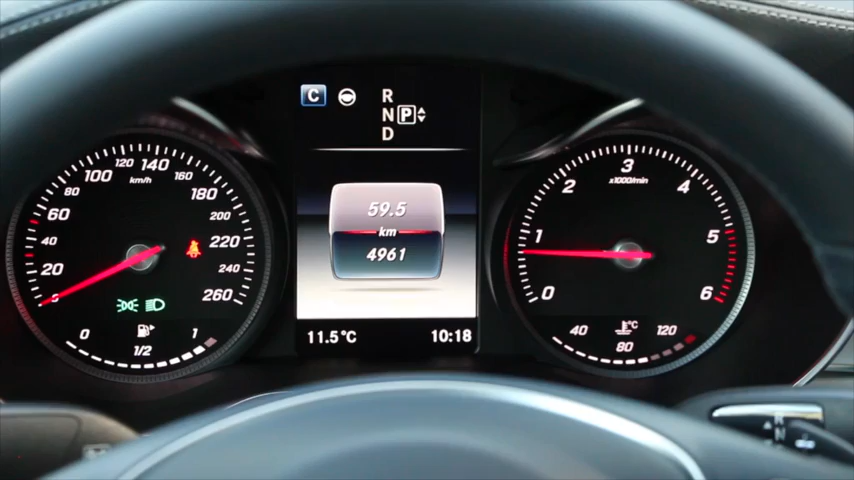 C
R
N P
D
120
100 140
km/h
80 160
60 180
40 200
20 220
0 240
260
0 1
1/2
59.5
km
4961
11.5°C 10:18
3
x1000/min
2 4
1 5
0 6
°C
40 120
80
R
N